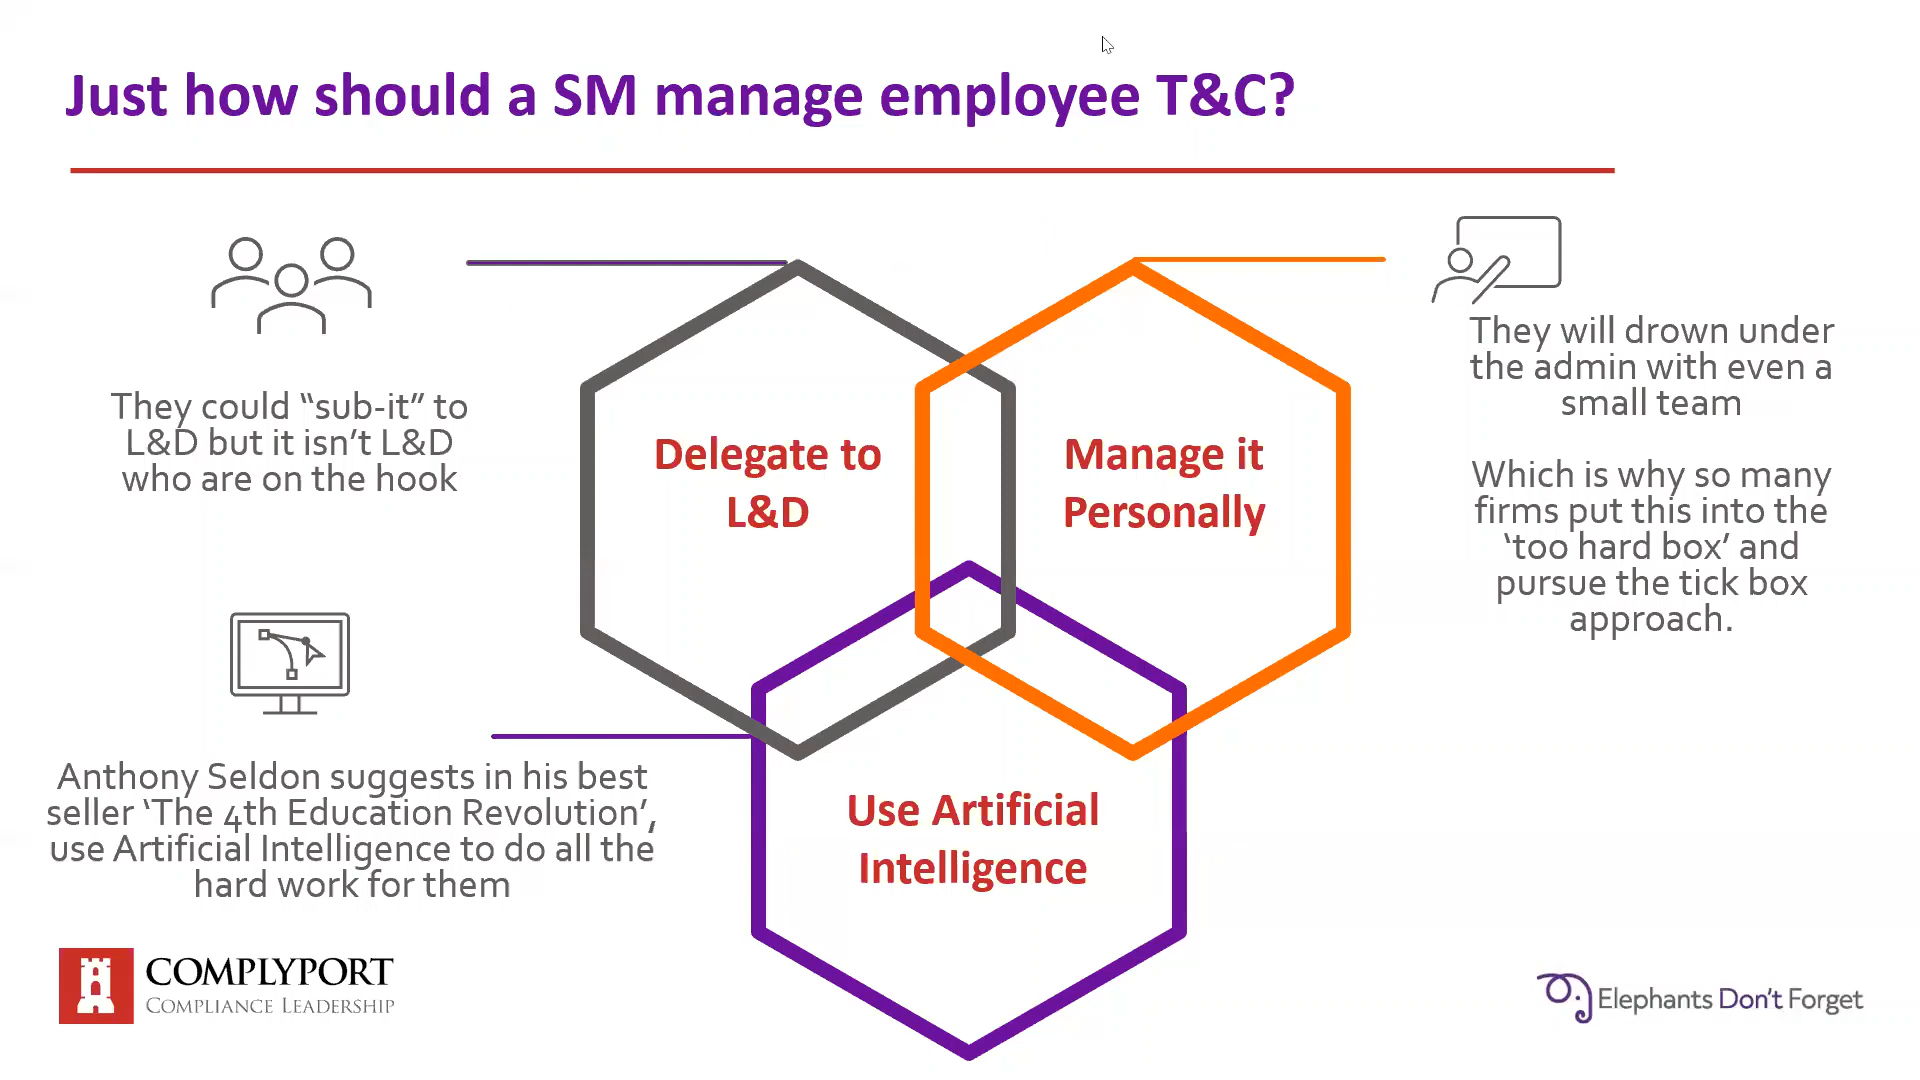 Just how should a SM manage employee T&C?
They could “sub-it” to
L&D but it isn’t L&D
who are on the hook
Delegate to
L&D
Manage it
Personally
They will drown under
the admin with even a
small team
Which is why so many
firms put this into the
‘too hard box’ and
pursue the tick box
approach.
Anthony Seldon suggests in his best
seller ‘The 4th Education Revolution’,
use Artificial Intelligence to do all the
hard work for them
Use Artificial
Intelligence
COMPLYPORT
COMPLIANCE LEADERSHIP
Elephants Don’t Forget